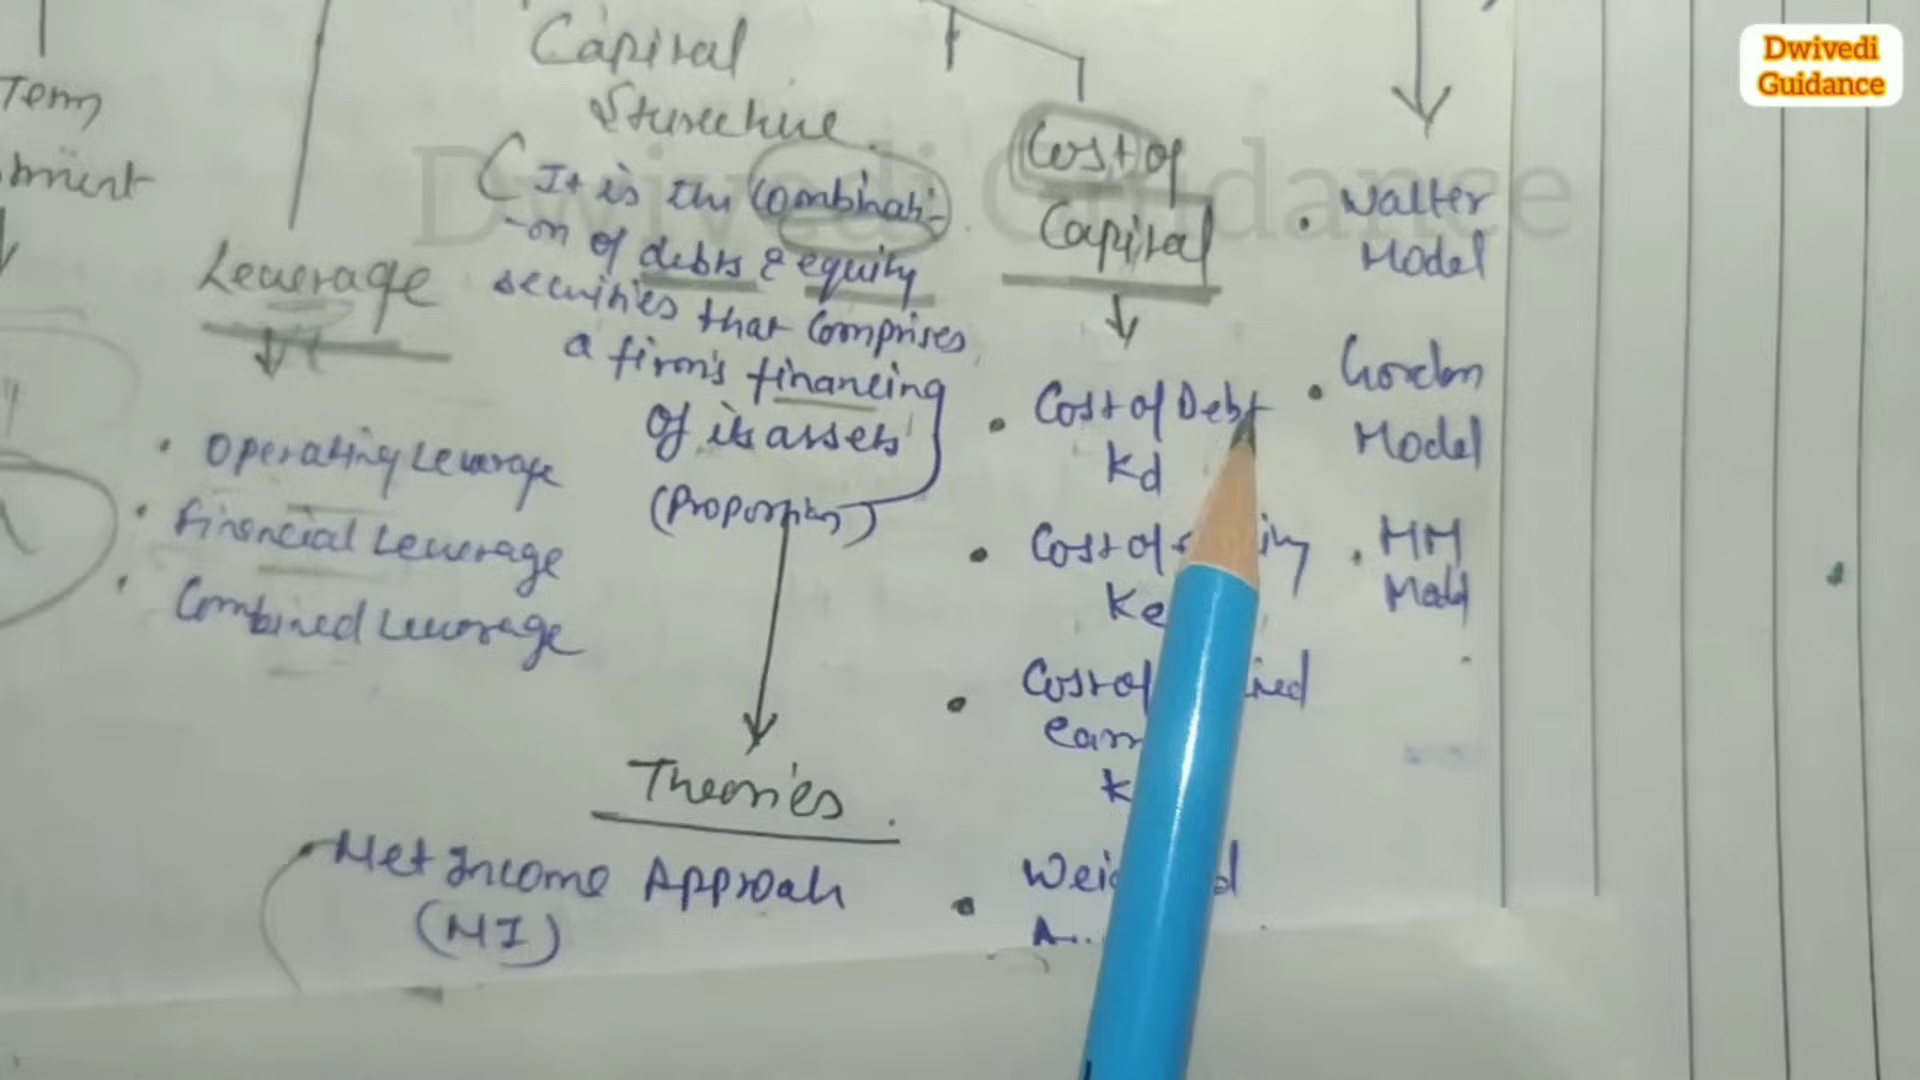 Dwivedi
Guidance
Dwivedi Guidance
Term
Leverage
• Operating Leverage
• Financial Leverage
• Combined Leverage
Capital
Structure
( It is the Combinati-
-on of debts & equity
securities that comprises
a firm's financing
of its assets
(Proportion)
Theories
Net Income Approach
(NI)
Cost of
Capital
• Cost of Debt
Kd
• Cost of
Ke
• Cost of
• Walter
Model
• Gordon
Model
• MM
Model